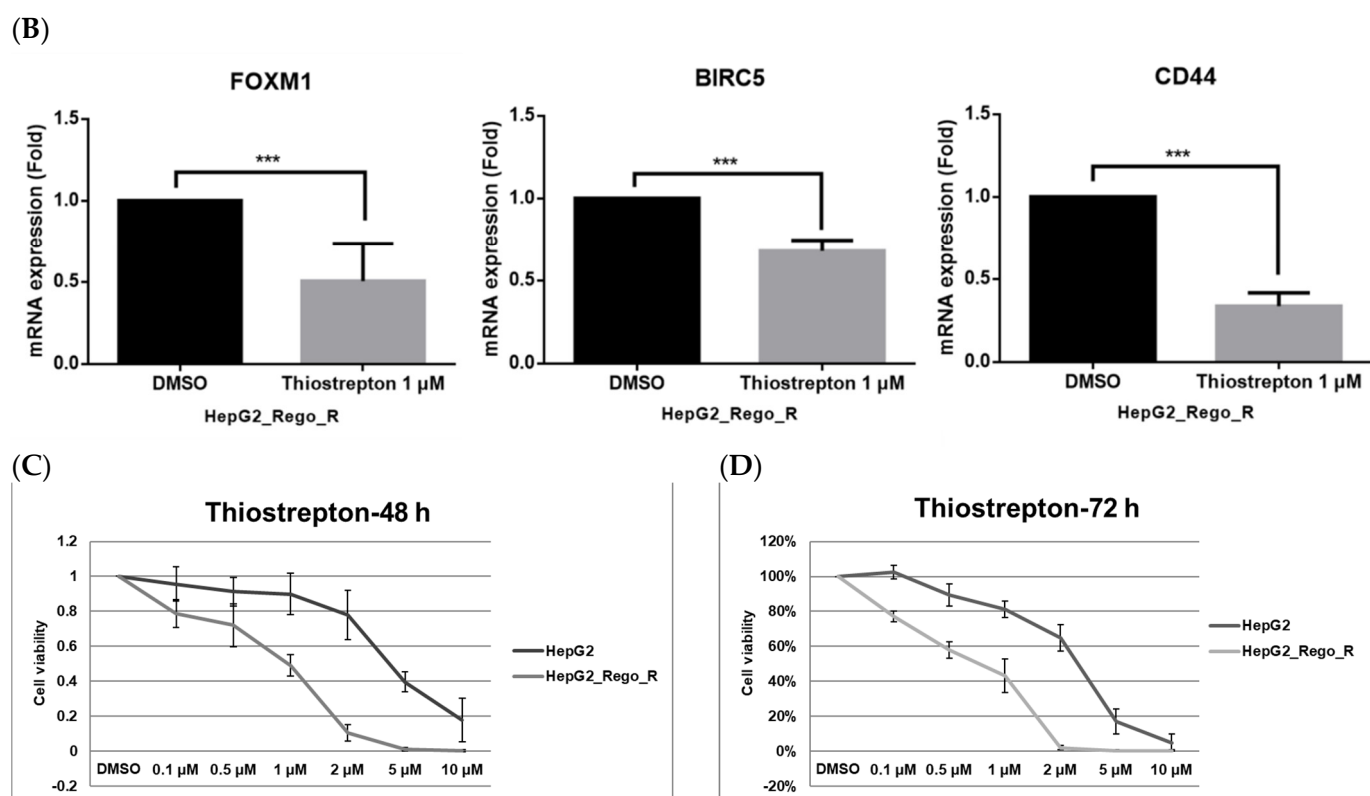 (B)
FOXM1
BIRC5
CD44
mRNA expression (Fold)
1.5
1.0
0.5
0.0
***
DMSO
Thiostrepton 1 µM
HepG2_Rego_R
mRNA expression (Fold)
1.5
1.0
0.5
0.0
***
DMSO
Thiostrepton 1 µM
HepG2_Rego_R
mRNA expression (Fold)
1.5
1.0
0.5
0.0
***
DMSO
Thiostrepton 1 µM
HepG2_Rego_R
(C)
Thiostrepton-48 h
Cell viability
1.2
1
0.8
0.6
0.4
0.2
0
-0.2
DMSO 0.1 µM 0.5 µM 1 µM 2 µM 5 µM 10 µM
HepG2
HepG2_Rego_R
(D)
Thiostrepton-72 h
Cell viability
120%
100%
80%
60%
40%
20%
0%
-20%
DMSO 0.1 µM 0.5 µM 1 µM 2 µM 5 µM 10 µM
HepG2
HepG2_Rego_R